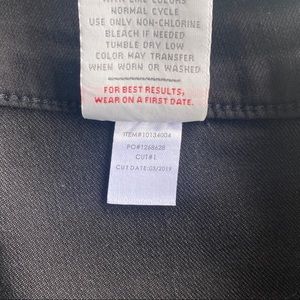 WITH LIKE COLORS
NORMAL CYCLE
USE ONLY NON-CHLORINE
BLEACH IF NEEDED
TUMBLE DRY LOW
COLOR MAY TRANSFER
WHEN WORN OR WASHED
FOR BEST RESULTS,
WEAR ON A FIRST DATE.
ITEM#10134004
PO#1268628
CUT#1
CUT DATE:03/2019